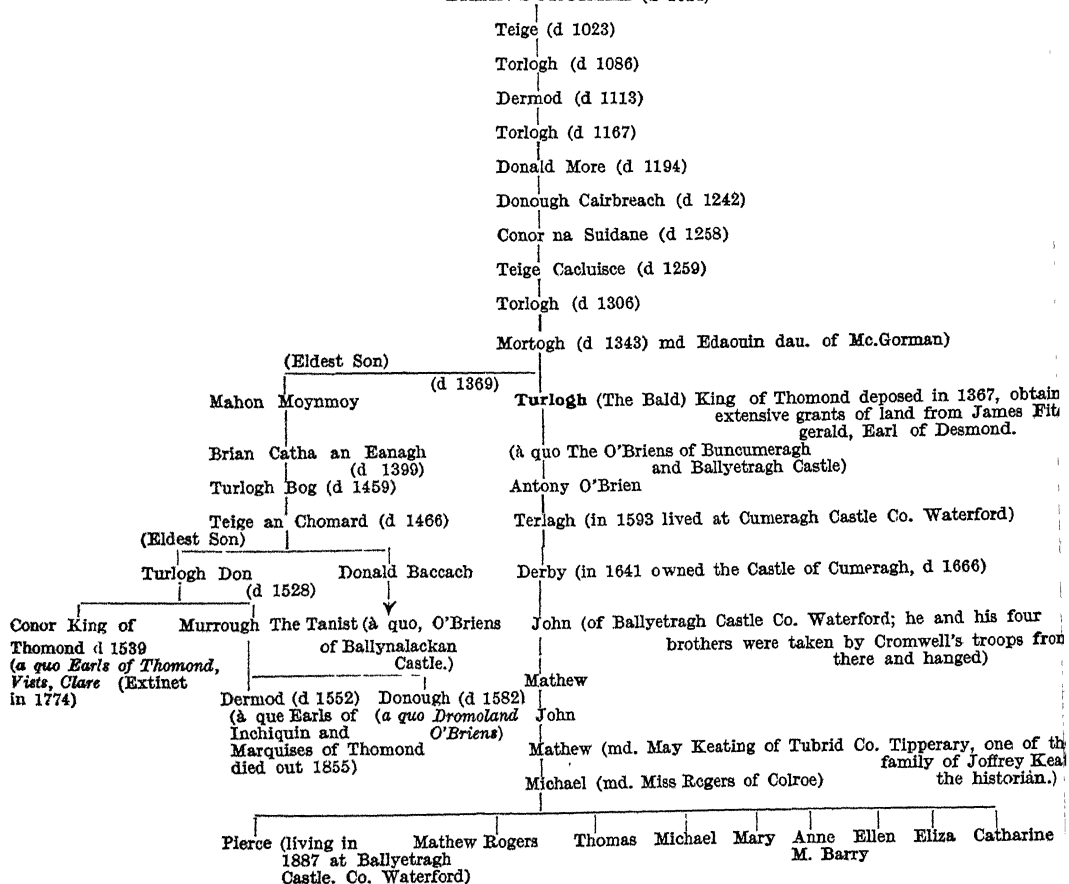 Teige (d 1023)
Torlogh (d 1086)
Dermod (d 1113)
Torlogh (d 1167)
Donald More (d 1194)
Donough Cairbreach (d 1242)
Conor na Suidane (d 1258)
Teige Cacluisce (d 1259)
Torlogh (d 1306)
Mortogh (d 1343) md Edaouin dau. of Mc.Gorman)
(Eldest Son)
(d 1369)
Mahon Moynmoy
Turlogh (The Bald) King of Thomond deposed in 1367, obtain
extensive grants of land from James Fit
gerald, Earl of Desmond.
Brian Catha an Eanagh
(d 1399)
(à quo The O'Briens of Buncumeragh
and Ballyetragh Castle)
Turlogh Bog (d 1459)
Antony O'Brien
Teige an Chomard (d 1466)
Terlagh (in 1593 lived at Cumeragh Castle Co. Waterford)
(Eldest Son)
Turlogh Don
(d 1528)
Donald Baccach
Derby (in 1641 owned the Castle of Cumeragh, d 1666)
Conor King of
Thomond d 1539
(a quo Earls of Thomond,
Vists, Clare (Extinet
in 1774)
Murrough The Tanist (à quo, O'Briens
of Ballynalackan
Castle.)
John (of Ballyetragh Castle Co. Waterford; he and his four
brothers were taken by Cromwell's troops from
there and hanged)
Mathew
Dermod (d 1552)
(à que Earls of
Inchiquin and
Marquises of Thomond
died out 1855)
Donough (d 1582)
(a quo Dromoland
O'Briens)
John
Mathew (md. May Keating of Tubrid Co. Tipperary, one of th
family of Joffrey Kea
the historian.)
Michael (md. Miss Rogers of Colroe)
Pierce (living in
1887 at Ballyetragh
Castle. Co. Waterford)
Mathew Rogers
Thomas
Michael
Mary
Anne
M. Barry
Ellen
Eliza
Catharine